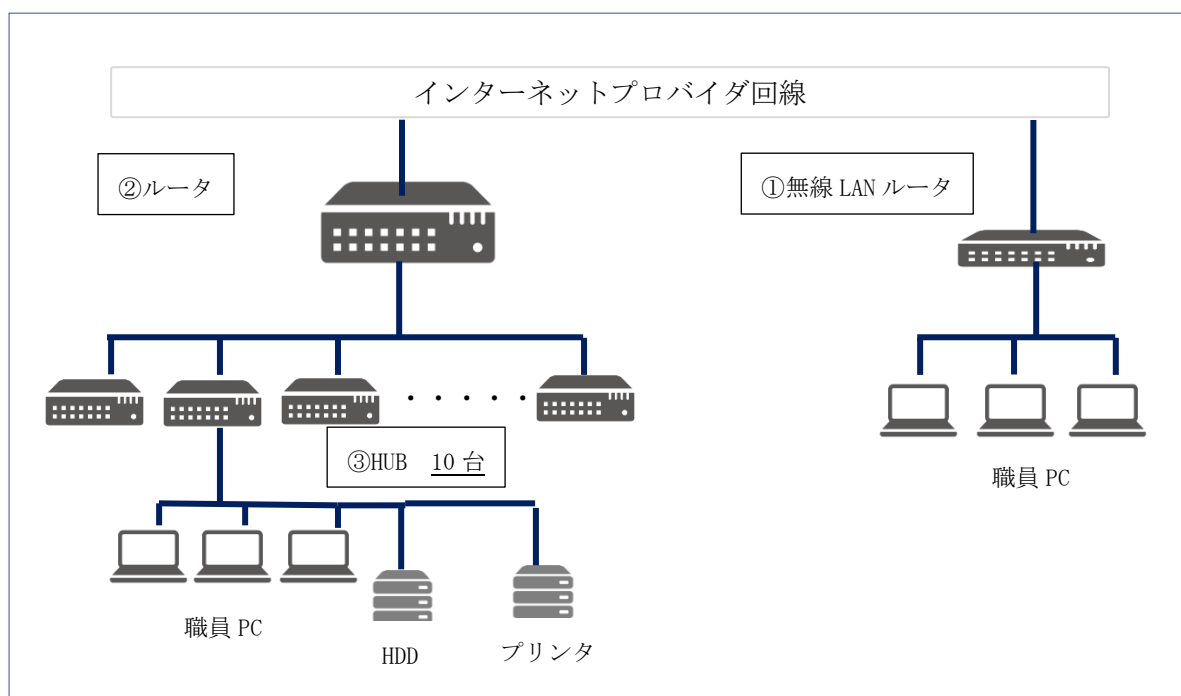 インターネットプロバイダ回線
②ルータ
①無線 LAN ルータ
・・・・・
③HUB 10 台
職員 PC
職員 PC
HDD
プリンタ